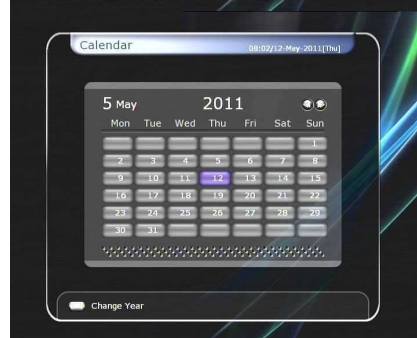 Calendar 08:02/12-May-2011[Thu]
5 May 2011
Mon Tue Wed Thu Fri Sat Sun
1
2 3 4 5 6 7 8
9 10 11 12 13 14 15
16 17 18 19 20 21 22
23 24 25 26 27 28 29
30 31
Change Year